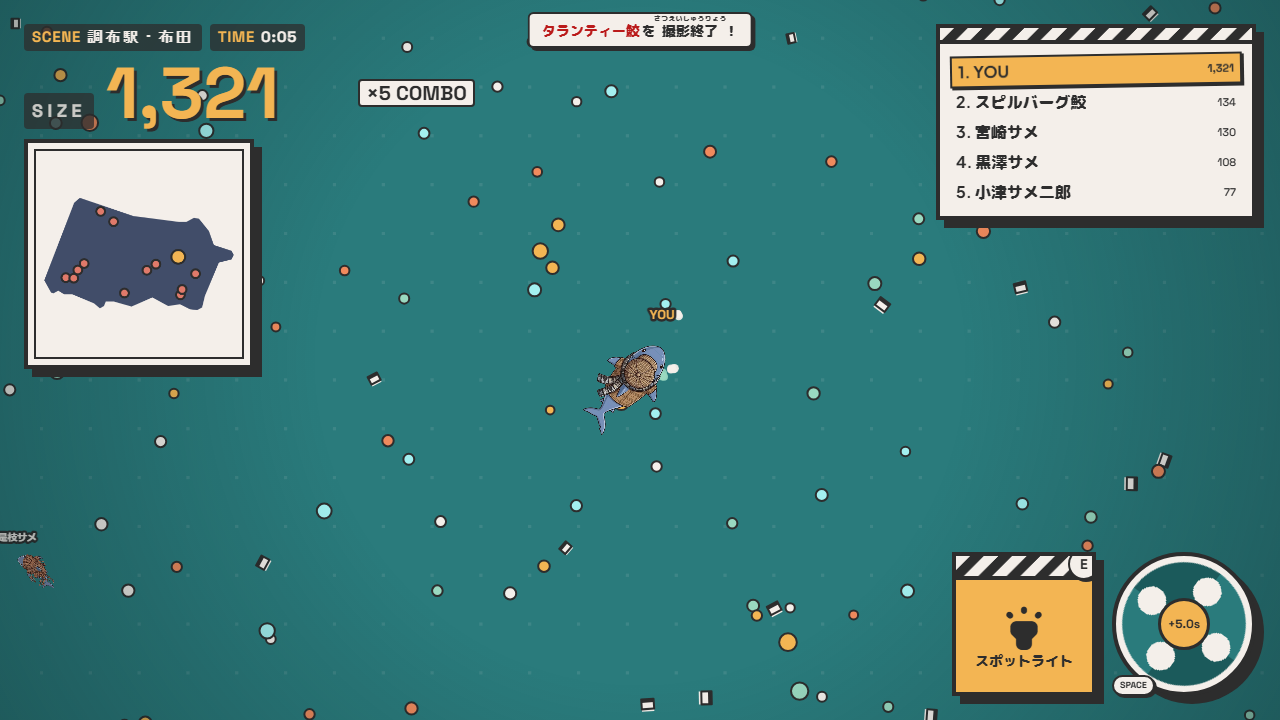 SCENE 調布駅 - 布田 TIME 0:05
SIZE 1,321
×5 COMBO
さつえいしゅうりょう
タランティー鮫を 撮影終了 !
1. YOU 1,321
2. スピルバーグ鮫 134
3. 宮崎サメ 130
4. 黒澤サメ 108
5. 小津サメ二郎 77
YOU
是枝サメ
E
スポットライト
+5.0s
SPACE